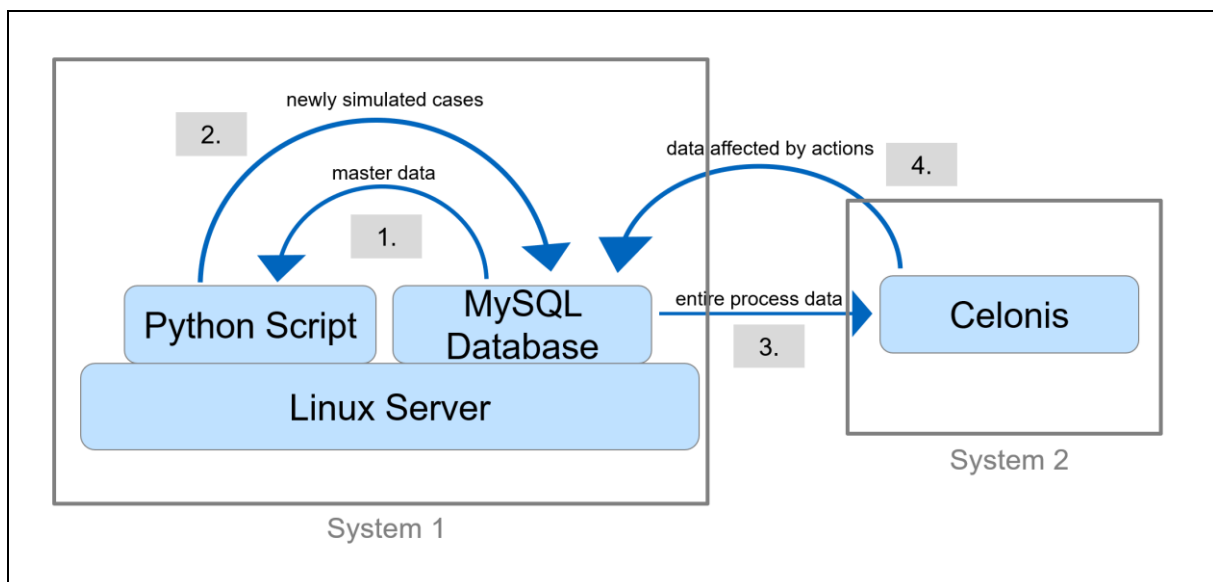 newly simulated cases
2.
data affected by actions
4.
master data
1.
Python Script
MySQL
Database
entire process data
3.
Celonis
Linux Server
System 2
System 1